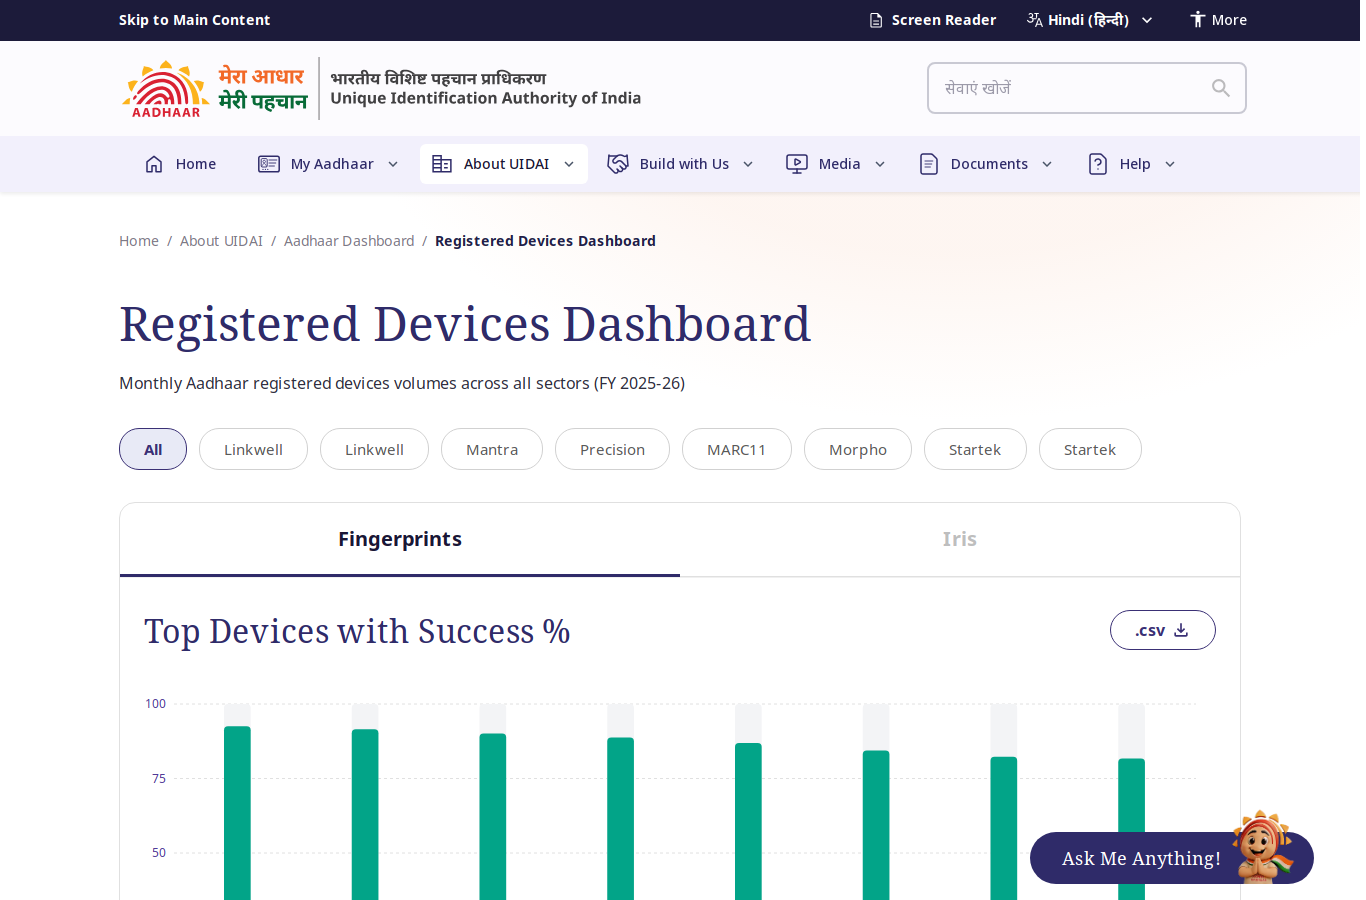 Skip to Main Content
Screen Reader
Hindi (हिन्दी)
More
AADHAAR
मेरा आधार
मेरी पहचान
भारतीय विशिष्ट पहचान प्राधिकरण
Unique Identification Authority of India
सेवाएं खोजें
Home
My Aadhaar
About UIDAI
Build with Us
Media
Documents
Help
Home / About UIDAI / Aadhaar Dashboard / Registered Devices Dashboard
Registered Devices Dashboard
Monthly Aadhaar registered devices volumes across all sectors (FY 2025-26)
All
Linkwell
Linkwell
Mantra
Precision
MARC11
Morpho
Startek
Startek
Fingerprints
Iris
Top Devices with Success %
.csv
100
75
50
Ask Me Anything!